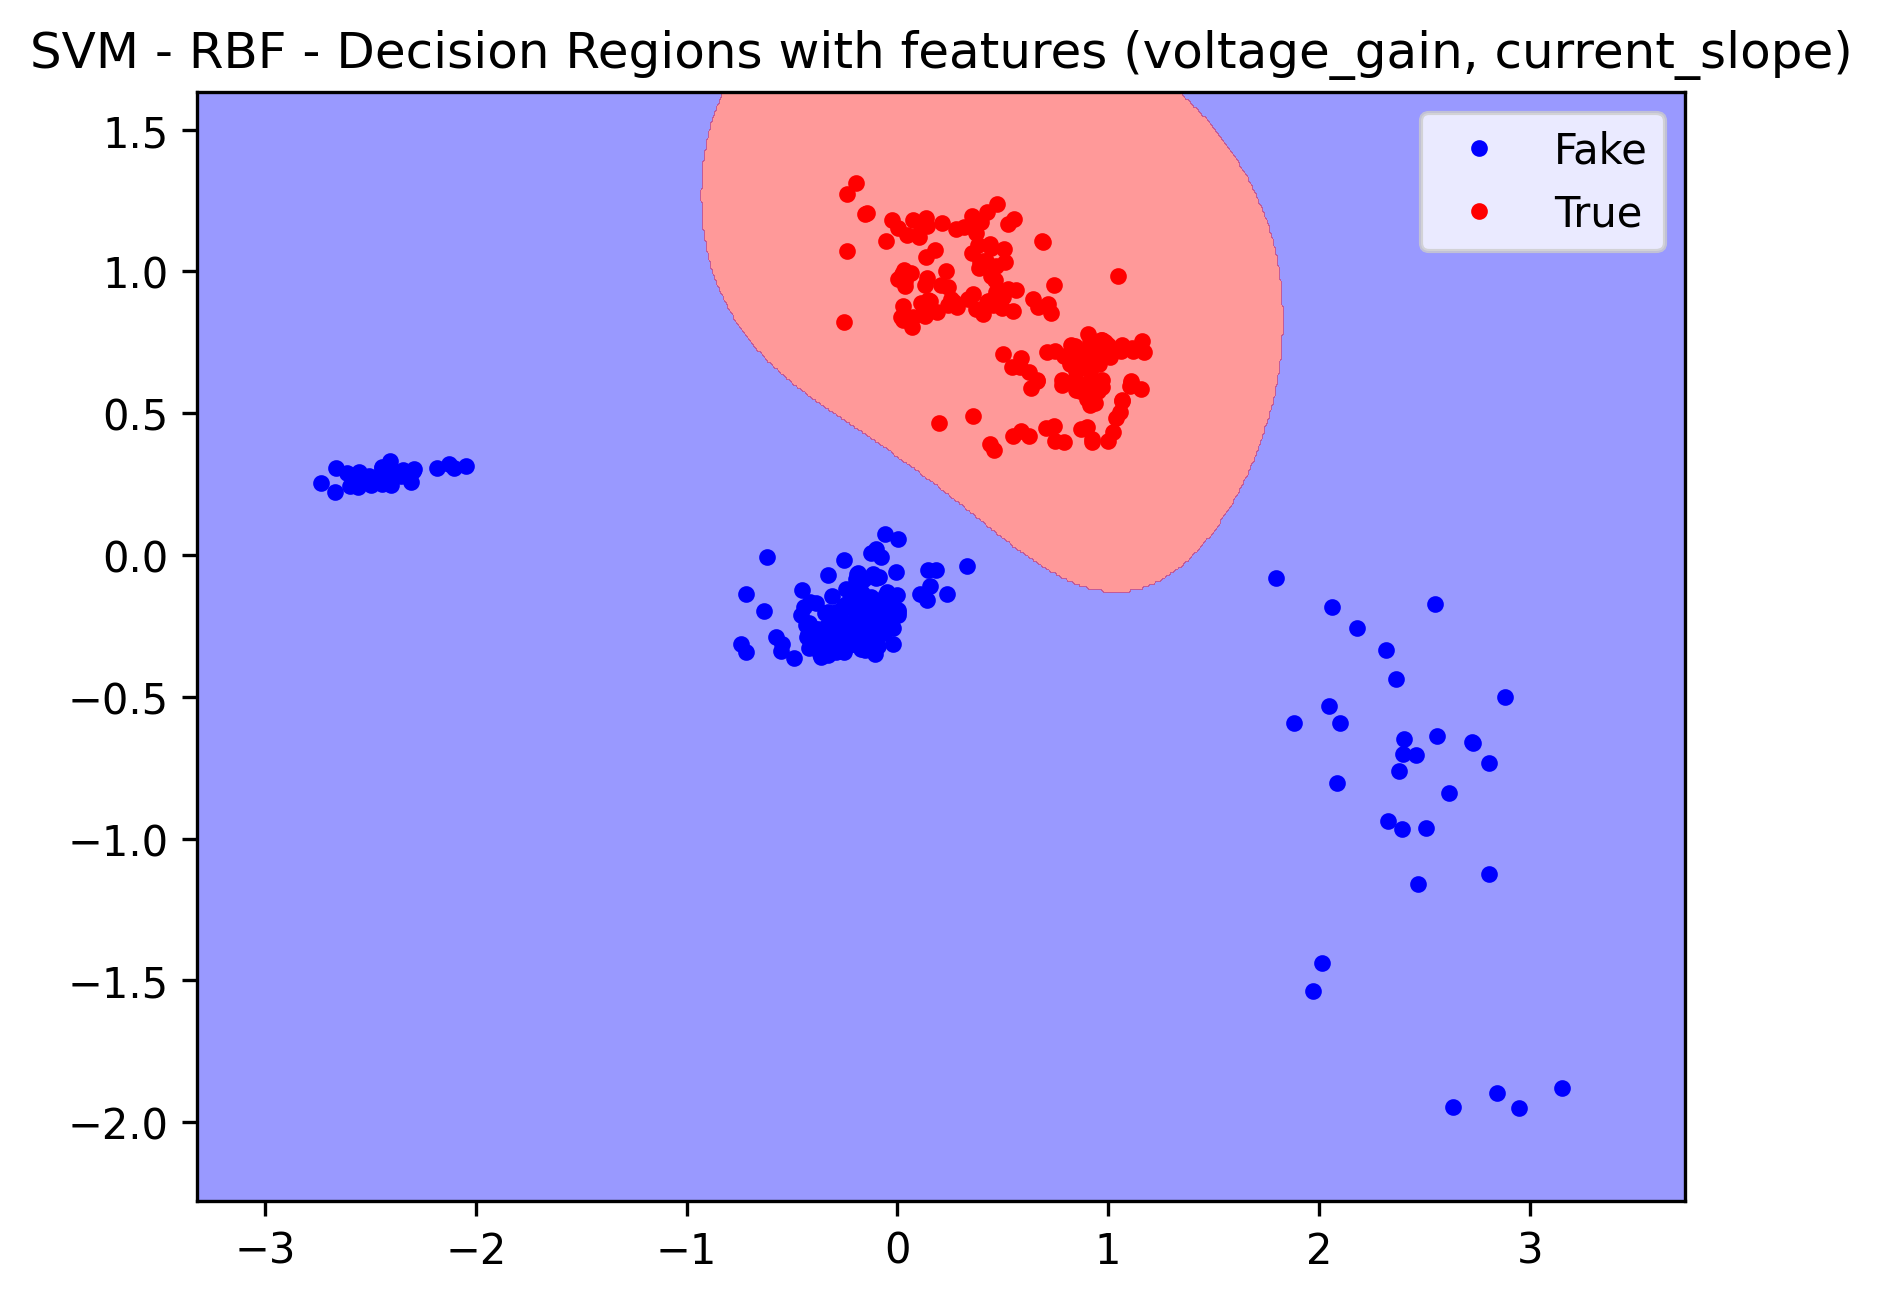 SVM - RBF - Decision Regions with features (voltage_gain, current_slope)
Fake
True
1.5
1.0
0.5
0.0
−0.5
−1.0
−1.5
−2.0
−3 −2 −1 0 1 2 3